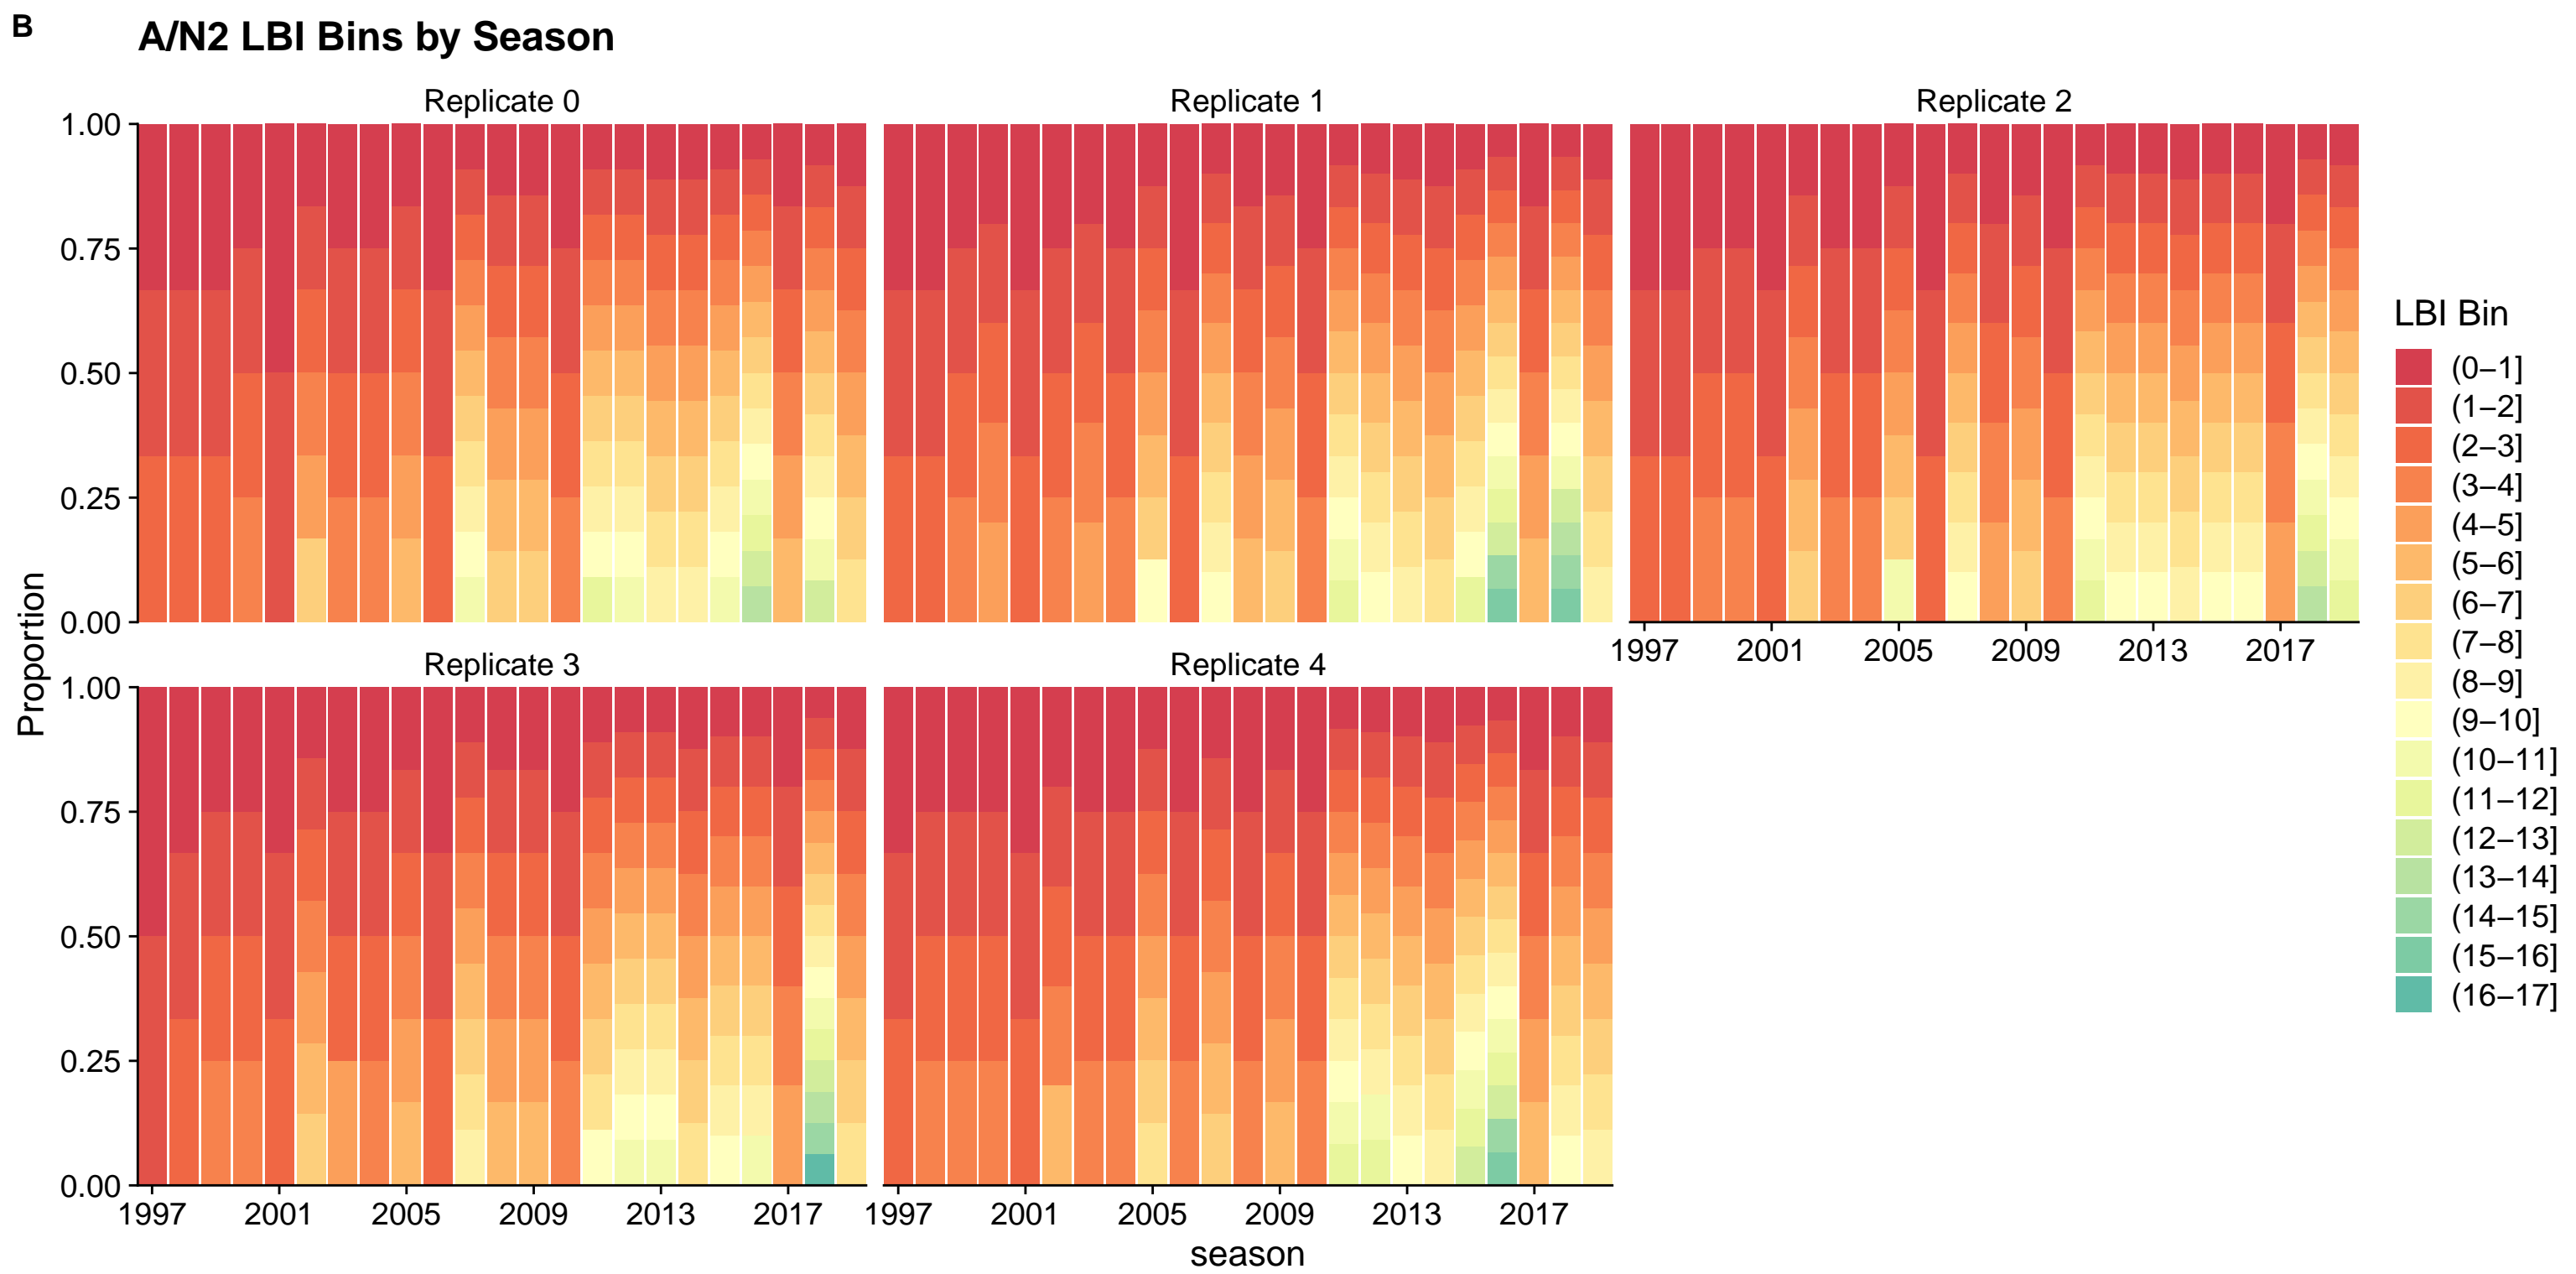 B
A/N2 LBI Bins by Season
Replicate 0
Replicate 1
Replicate 2
1.00
0.75
0.50
0.25
0.00
1997 2001 2005 2009 2013 2017
Proportion
Replicate 3
Replicate 4
1.00
0.75
0.50
0.25
0.00
1997 2001 2005 2009 2013 2017
1997 2001 2005 2009 2013 2017
season
LBI Bin
(0–1]
(1–2]
(2–3]
(3–4]
(4–5]
(5–6]
(6–7]
(7–8]
(8–9]
(9–10]
(10–11]
(11–12]
(12–13]
(13–14]
(14–15]
(15–16]
(16–17]